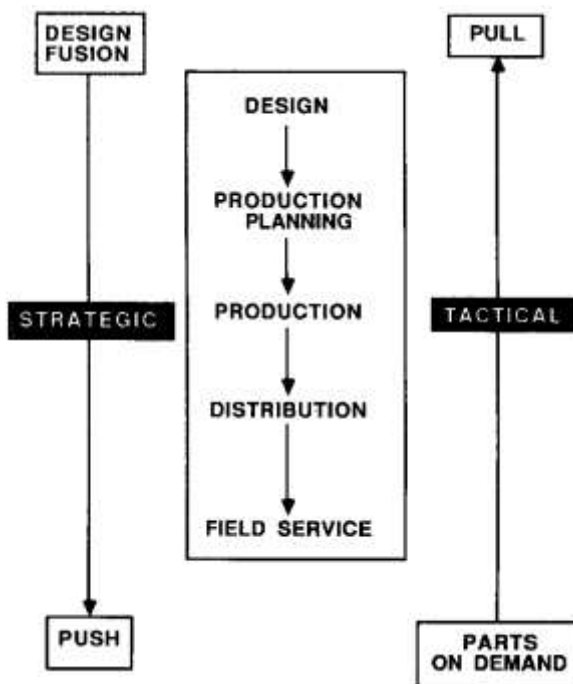 DESIGN
FUSION
STRATEGIC
PUSH
DESIGN
PRODUCTION
PLANNING
PRODUCTION
DISTRIBUTION
FIELD SERVICE
PULL
TACTICAL
PARTS
ON DEMAND